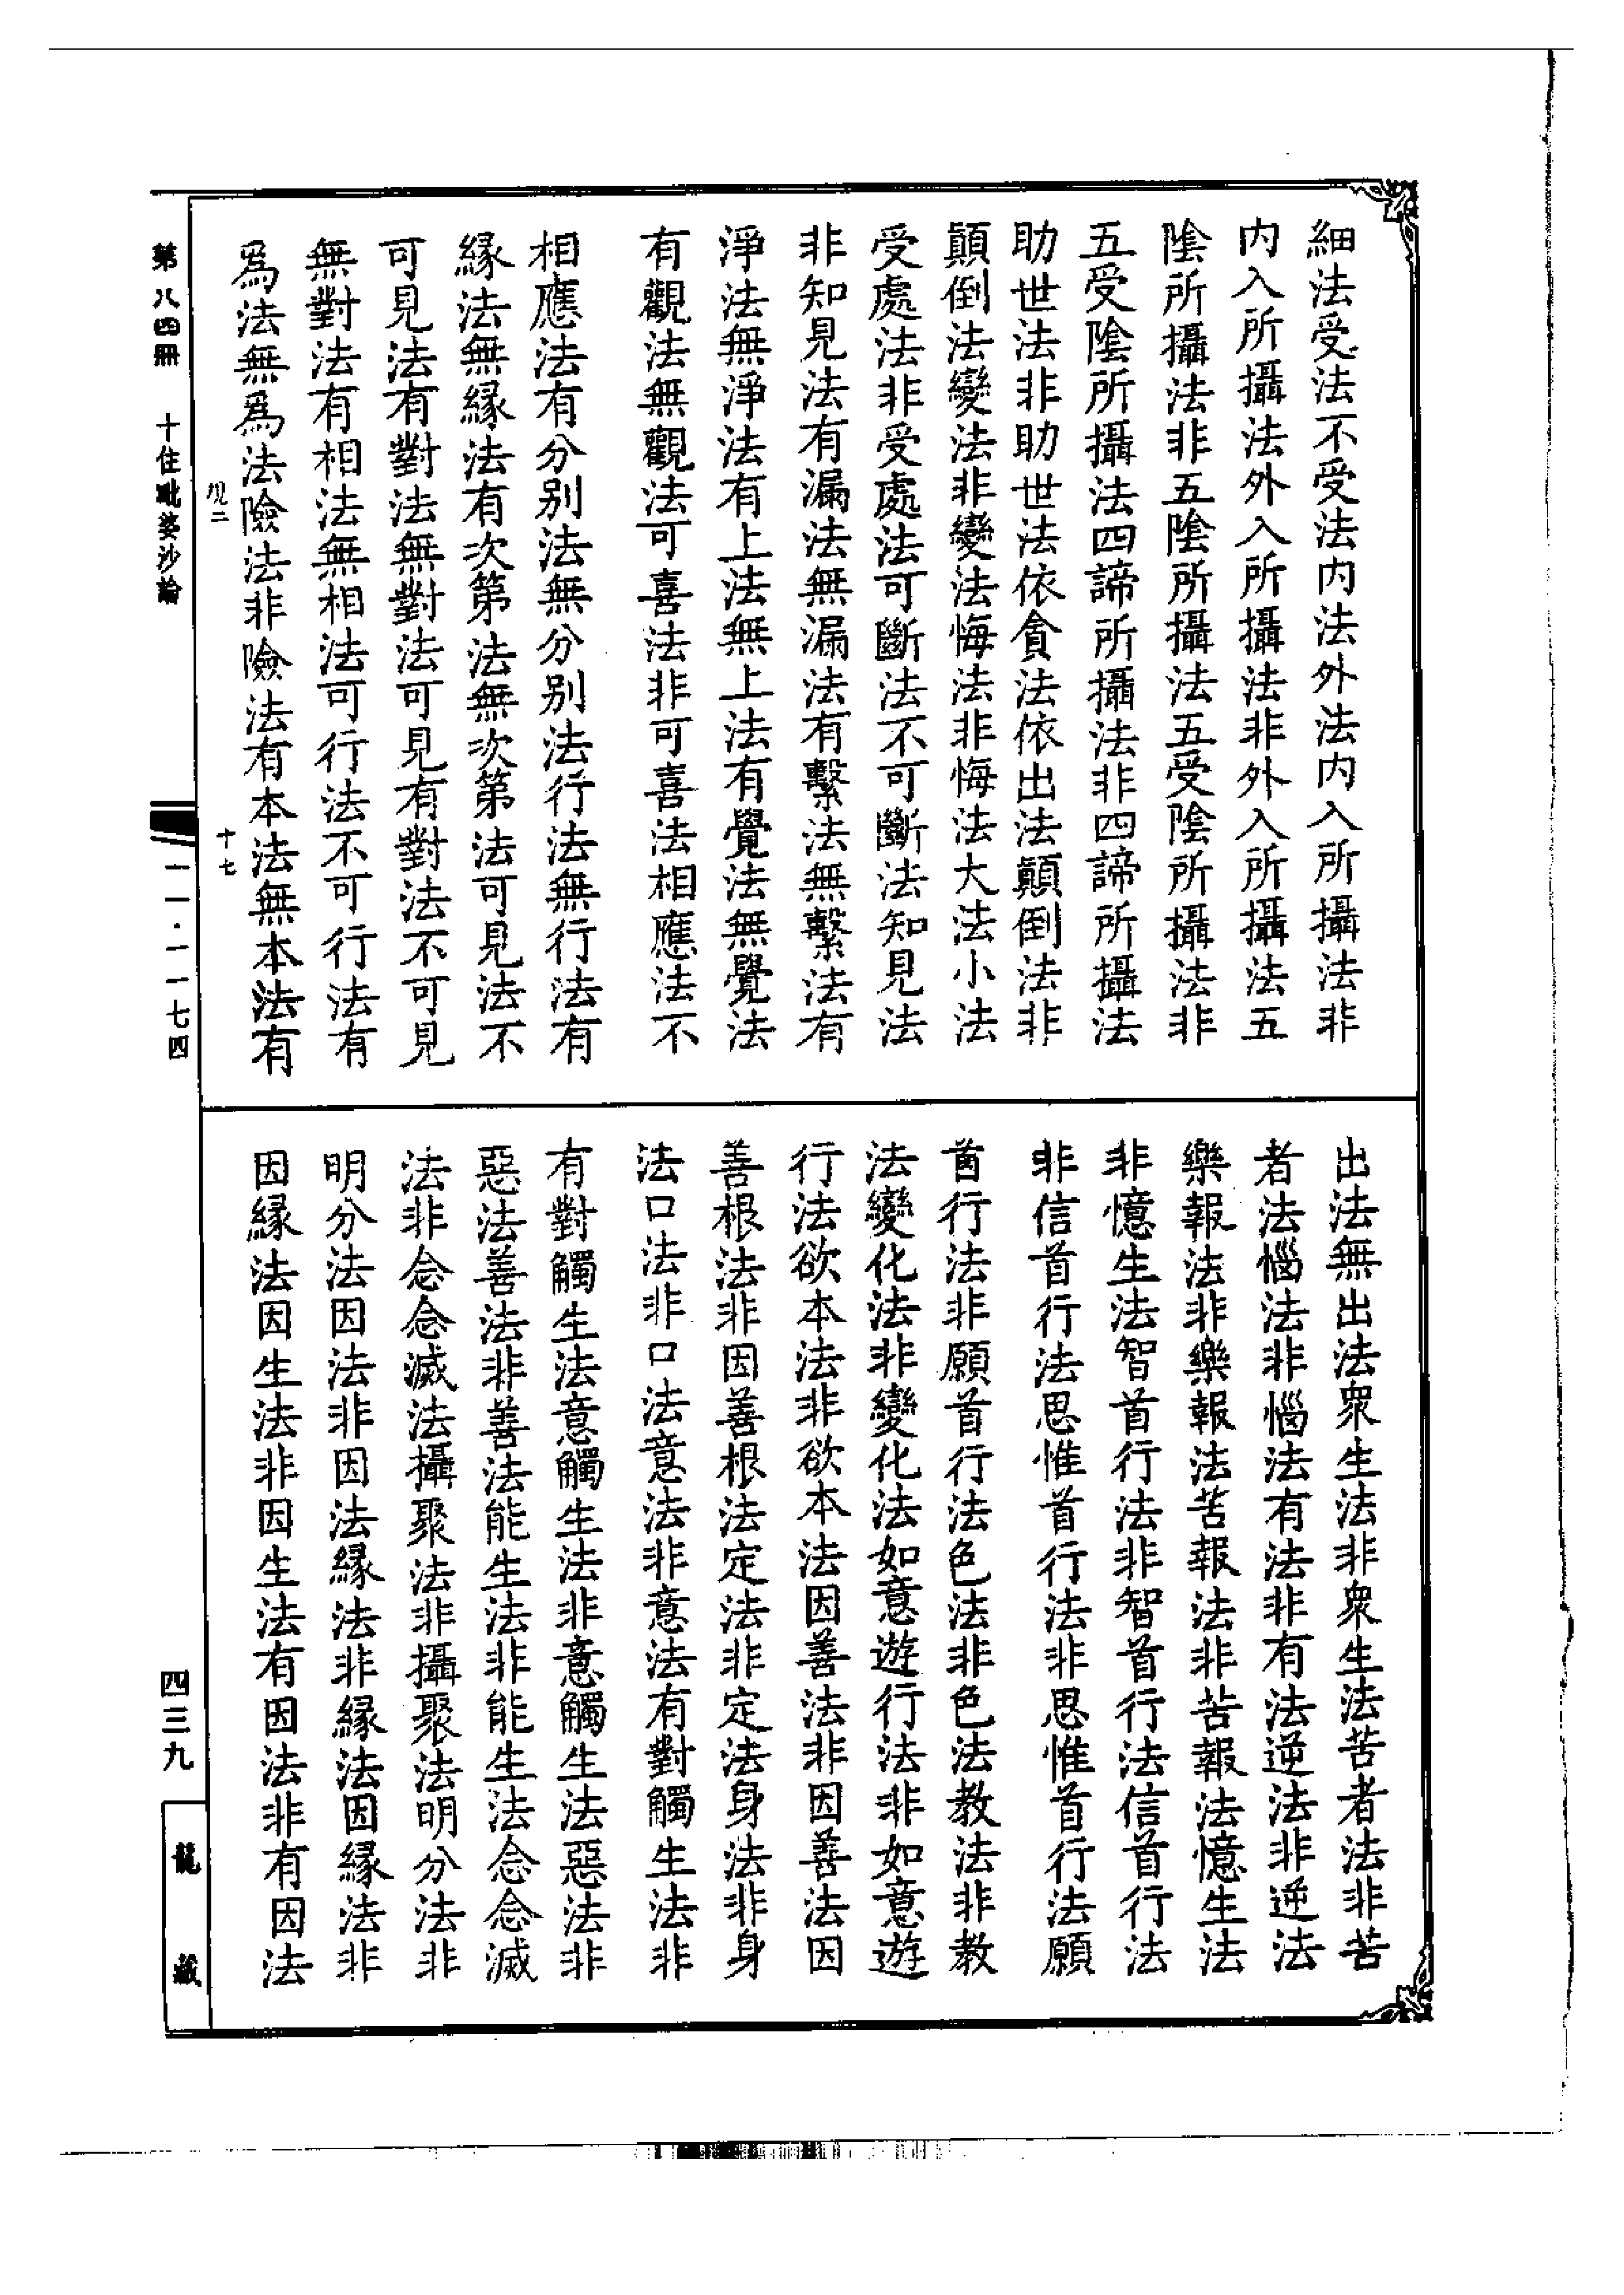 細法受法不受法内法外法内入所攝法非
内入所攝法外入所攝法非外入所攝法五
陰所攝法非五陰所攝法五受陰所攝法非
五受陰所攝法四諦所攝法非四諦所攝法
助世法非助世法依貪法依出法顛倒法非
顛倒法變法非變法悔法非悔法大法小法
受處法非受處法可斷法不可斷法知見法
非知見法有漏法無漏法有繫法無繫法有
淨法無淨法有上法無上法有覺法無覺法
有觀法無觀法可喜法非可喜法相應法不
相應法有分别法無分别法行法無行法有
緣法無緣法有次第法無次第法可見法不
可見法有對法無對法可見有對法不可見
無對法有相法無相法可行法不可行法有
爲法無爲法險法非險法有本法無本法有
出法無出法衆生法非衆生法苦者法非苦
者法惱法非惱法有法非有法逆法非逆法
樂報法非樂報法苦報法非苦報法憶生法
非憶生法智首行法非智首行法信首行法
非信首行法思惟首行法非思惟首行法願
首行法非願首行法色法非色法教法非教
法變化法非變化法如意遊行法非如意遊
行法欲本法非欲本法因善法非因善法因
善根法非因善根法定法非定法身法非身
法口法非口法意法非意法有對觸生法非
有對觸生法意觸生法非意觸生法惡法非
惡法善法非善法能生法非能生法念念滅
法非念念滅法攝聚法非攝聚法明分法非
明分法因法非因法緣法非緣法因緣法非
因緣法因生法非因生法有因法非有因法
第八四冊 十住毗婆沙論
觀二
十七
一一·一一七四
四三九
龍藏